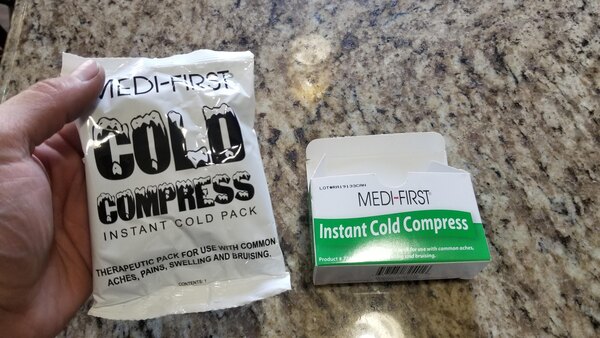 MEDI-FIRST
COLD
COMPRESS
INSTANT COLD PACK
THERAPEUTIC PACK FOR USE WITH COMMON
ACHES, PAINS, SWELLING AND BRUISING.
CONTENTS: 1
MEDI-FIRST
Instant Cold Compress
for use with common aches,
Product #
and bruising.